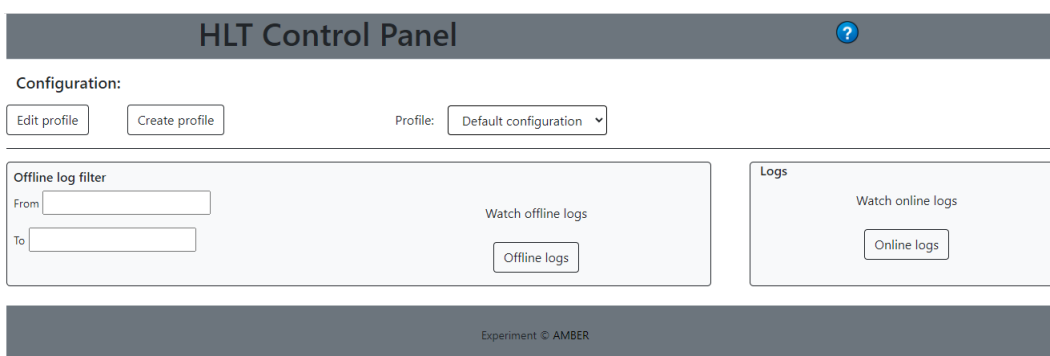 HLT Control Panel
?
Configuration:
Edit profile
Create profile
Profile:
Default configuration
Offline log filter
From
To
Watch offline logs
Offline logs
Logs
Watch online logs
Online logs
Experiment © AMBER